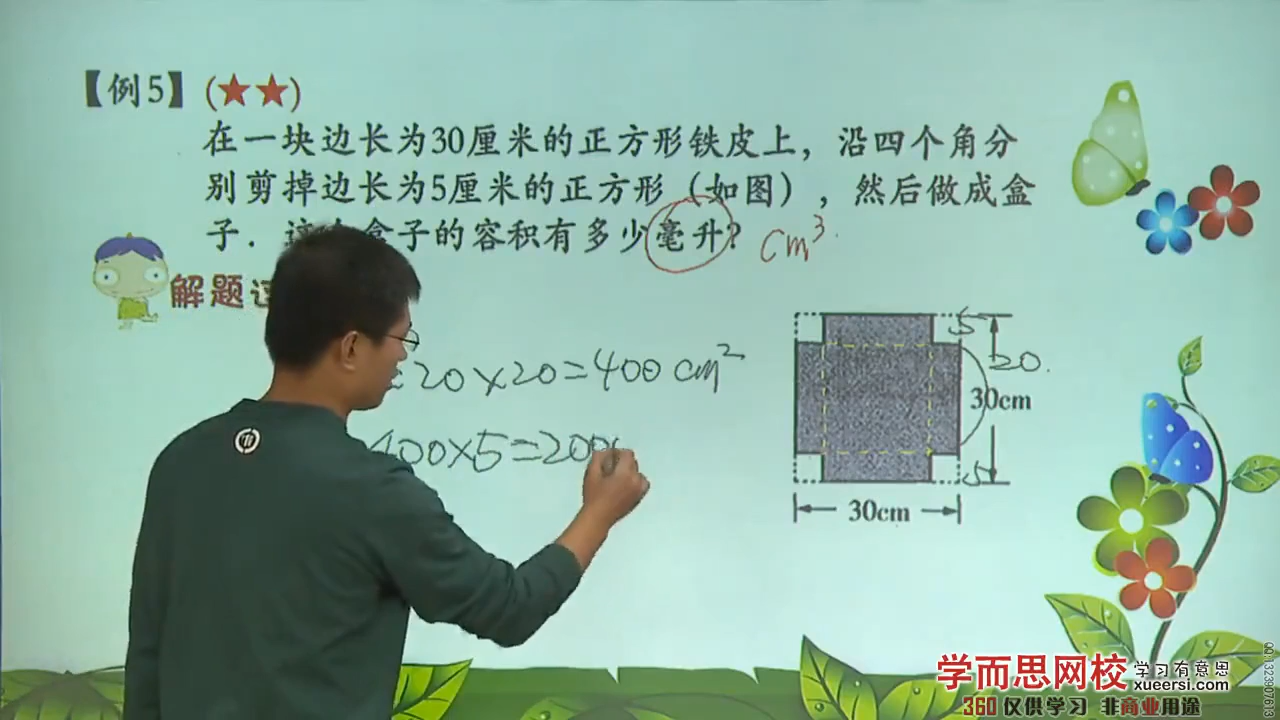 【例5】(★★)
在一块边长为30厘米的正方形铁皮上，沿四个角分
别剪掉边长为5厘米的正方形（如图），然后做成盒
子．这个盒子的容积有多少毫升？ cm³
解题
=20×20=400 cm²
400×5=200
5
20
30cm
5
30cm
学而思网校 学习有意思
xueersi.com
360 仅供学习 非商业用途